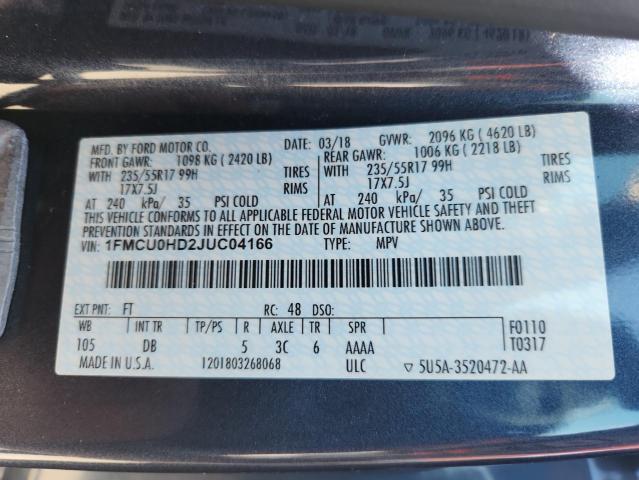 MFD. BY FORD MOTOR CO. DATE: 03/18 GVWR: 2096 KG ( 4620 LB)
FRONT GAWR: 1098 KG ( 2420 LB) REAR GAWR: 1006 KG ( 2218 LB)
WITH 235/55R17 99H TIRES WITH 235/55R17 99H TIRES
17X7.5J RIMS 17X7.5J RIMS
AT 240 kPa/ 35 PSI COLD AT 240 kPa/ 35 PSI COLD
THIS VEHICLE CONFORMS TO ALL APPLICABLE FEDERAL MOTOR VEHICLE SAFETY AND THEFT
PREVENTION STANDARDS IN EFFECT ON THE DATE OF MANUFACTURE SHOWN ABOVE.
VIN: 1FMCU0HD2JUC04166 TYPE: MPV
EXT PNT: FT RC: 48 DSO:
WB INT TR TP/PS R AXLE TR SPR F0110
105 DB 5 3C 6 AAAA T0317
MADE IN U.S.A. 1201803268068 ULC ▽ 5U5A-3520472-AA